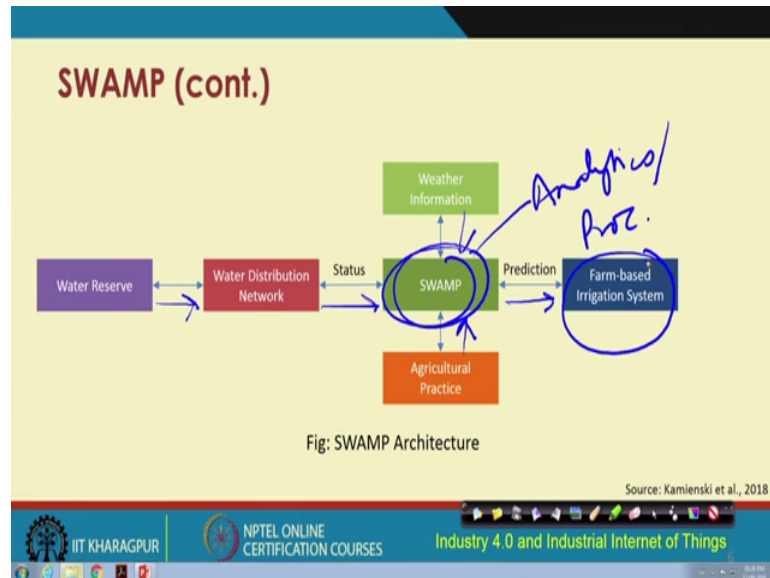 SWAMP (cont.)
Weather
Information
Analytics/
Proc.
Water Reserve
Water Distribution
Network
Status
SWAMP
Prediction
Farm-based
Irrigation System
Agricultural
Practice
Fig: SWAMP Architecture
Source: Kamienski et al., 2018
IIT KHARAGPUR
NPTEL ONLINE
CERTIFICATION COURSES
Industry 4.0 and Industrial Internet of Things